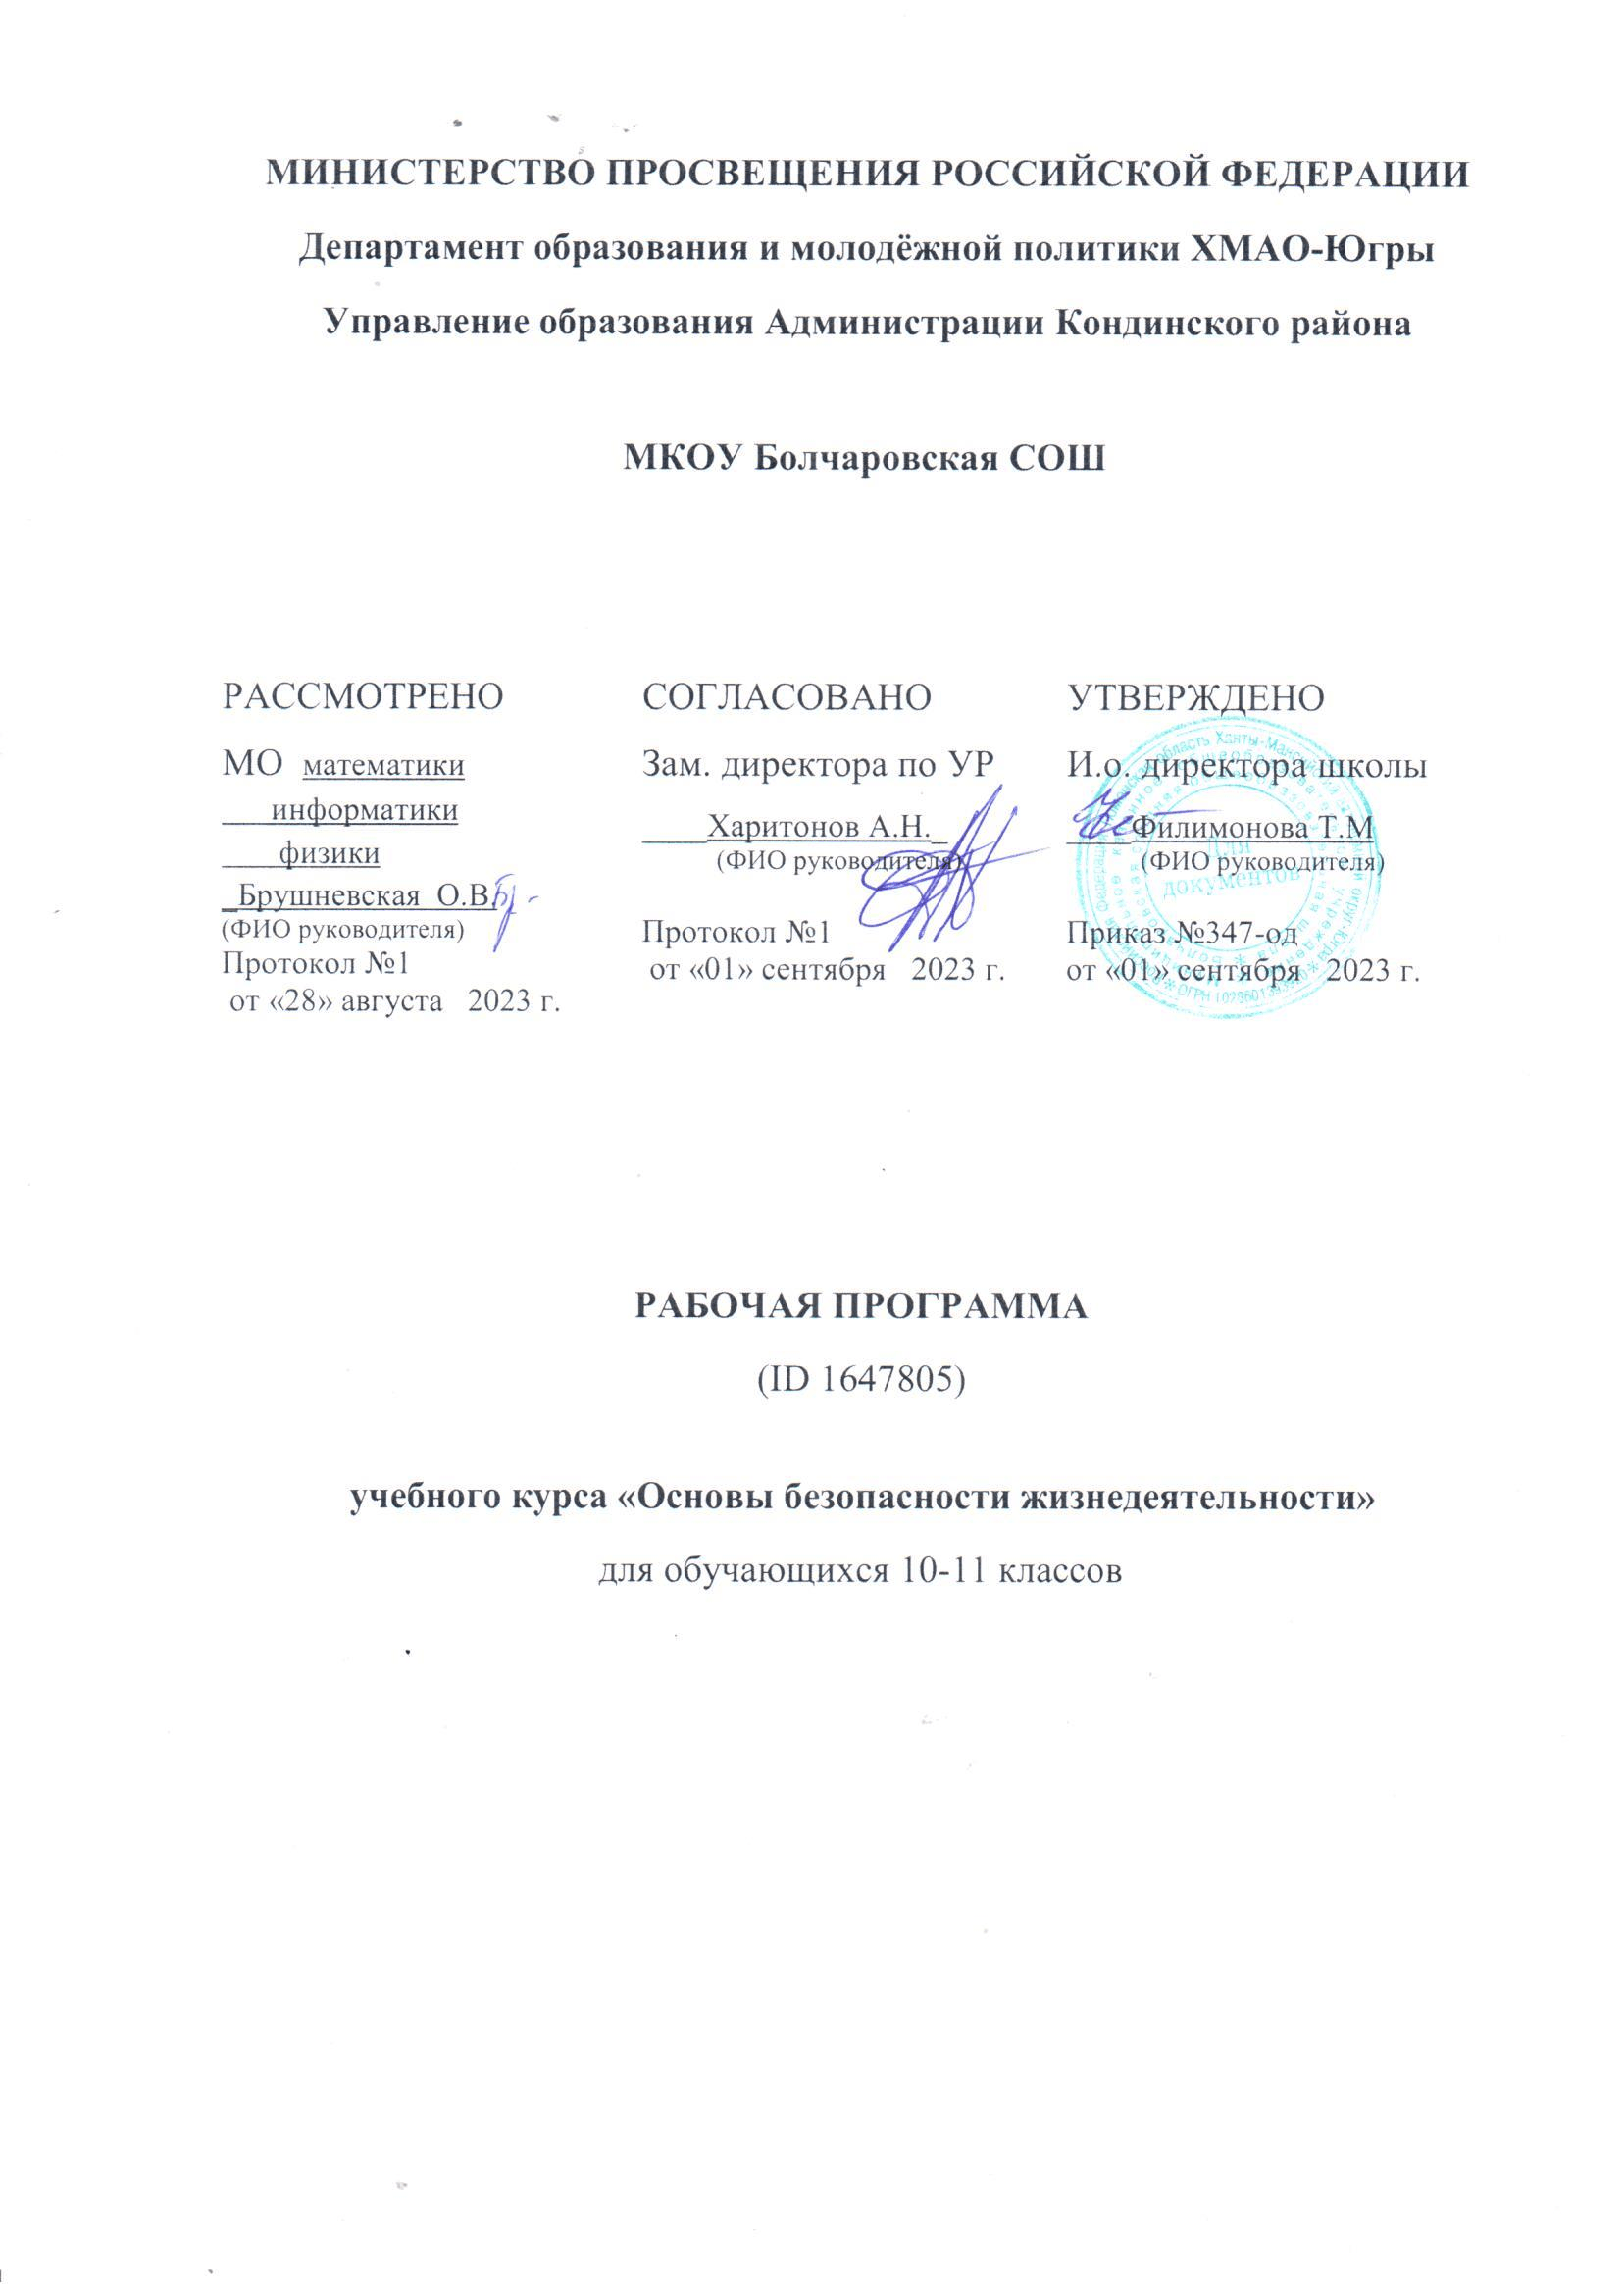 МИНИСТЕРСТВО ПРОСВЕЩЕНИЯ РОССИЙСКОЙ ФЕДЕРАЦИИ
Департамент образования и молодёжной политики ХМАО-Югры
Управление образования Администрации Кондинского района
МКОУ Болчаровская СОШ
РАССМОТРЕНО
МО математики
информатики
физики
Брушневская О.В.
(ФИО руководителя)
Протокол №1
от «28» августа 2023 г.
СОГЛАСОВАНО
Зам. директора по УР
Харитонов А.Н.
(ФИО руководителя)
Протокол №1
от «01» сентября 2023 г.
УТВЕРЖДЕНО
И.о. директора школы
Филимонова Т.М
(ФИО руководителя)
Приказ №347-од
от «01» сентября 2023 г.
Для
документов
РАБОЧАЯ ПРОГРАММА
(ID 1647805)
учебного курса «Основы безопасности жизнедеятельности»
для обучающихся 10-11 классов